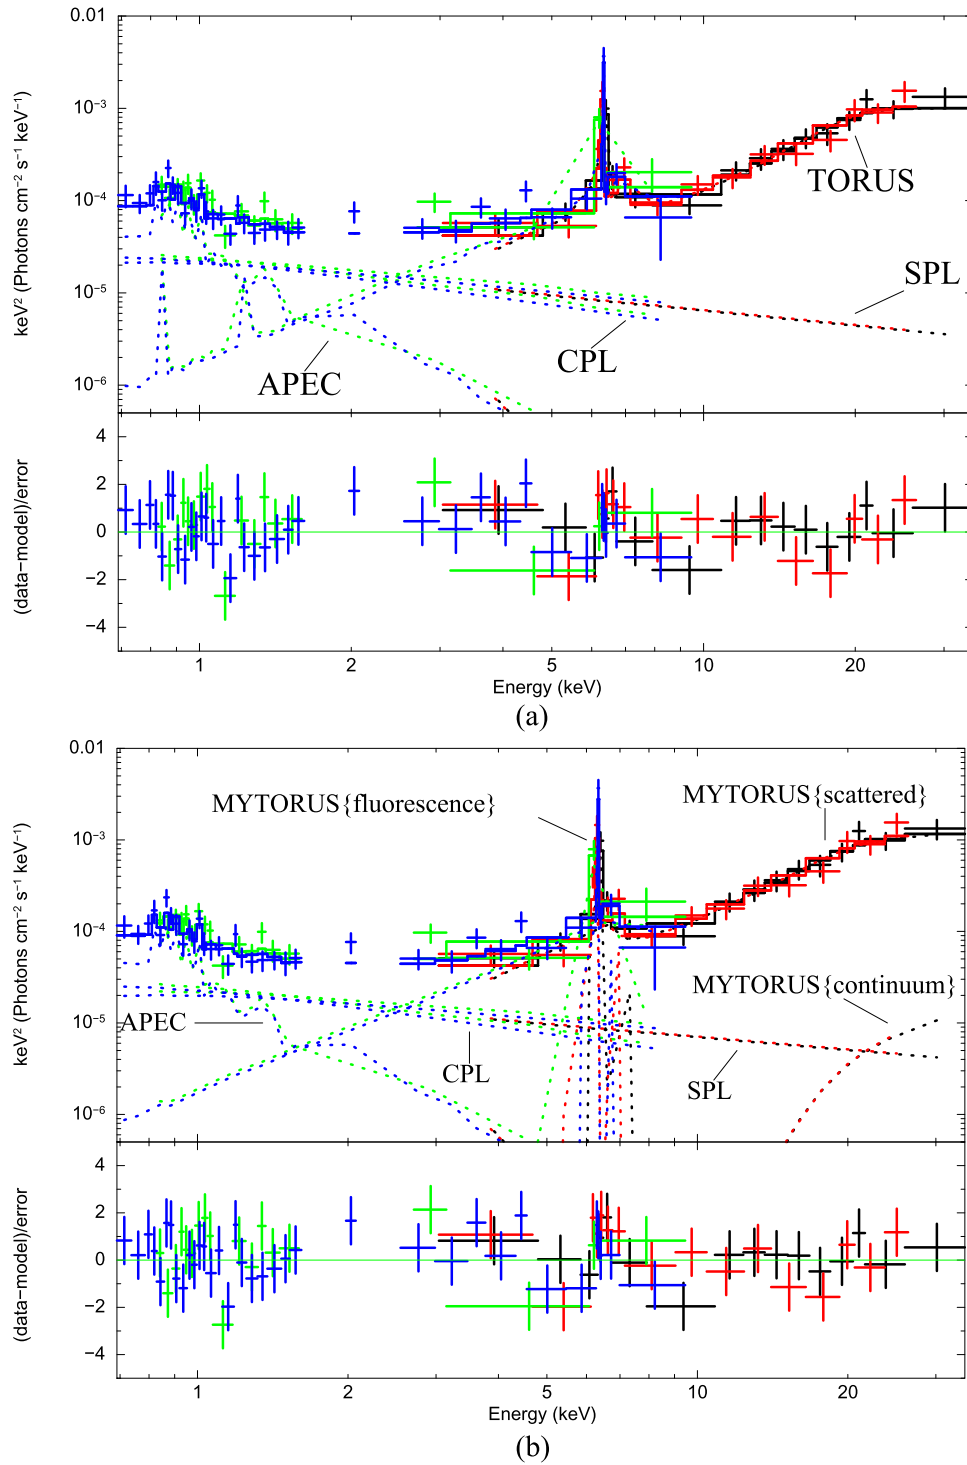 0.01
10⁻³
10⁻⁴
10⁻⁵
10⁻⁶
keV² (Photons cm⁻² s⁻¹ keV⁻¹)
TORUS
SPL
CPL
APEC
4
2
0
−2
−4
(data−model)/error
1 2 5 10 20
Energy (keV)
(a)
0.01
10⁻³
10⁻⁴
10⁻⁵
10⁻⁶
keV² (Photons cm⁻² s⁻¹ keV⁻¹)
MYTORUS{fluorescence}
MYTORUS{scattered}
MYTORUS{continuum}
APEC
CPL
SPL
4
2
0
−2
−4
(data−model)/error
1 2 5 10 20
Energy (keV)
(b)